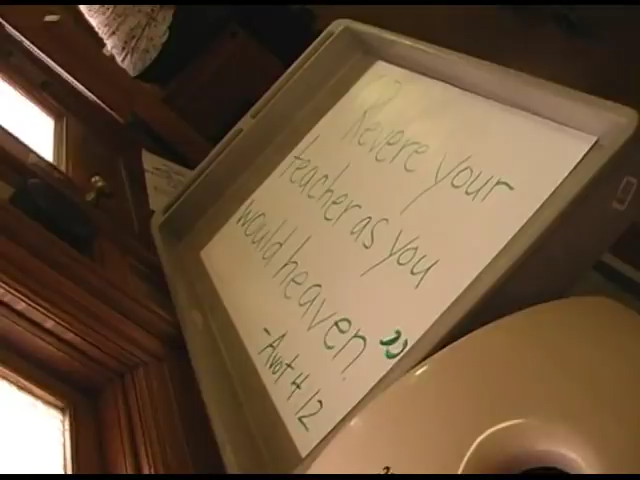 "Revere your
teacher as you
would heaven."
-Avot 4 12